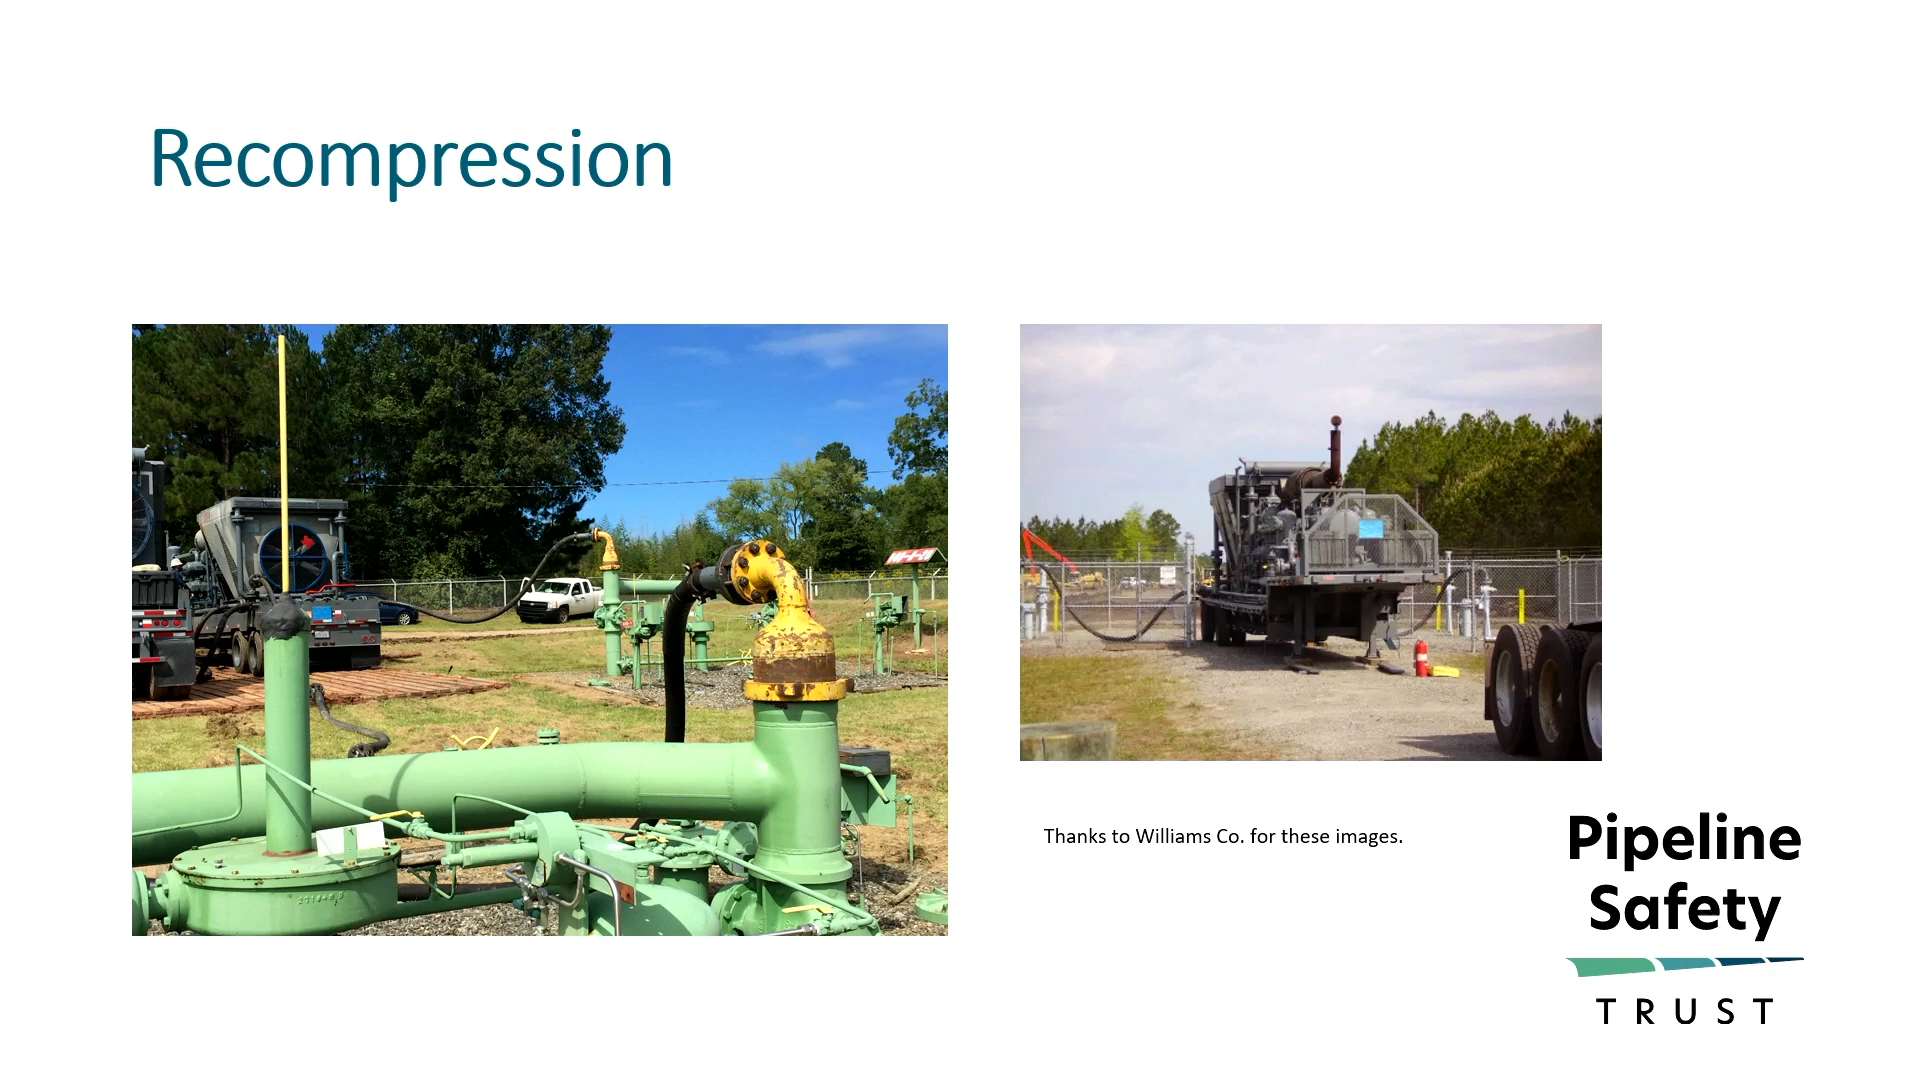 Recompression
Thanks to Williams Co. for these images.
Pipeline
Safety
TRUST